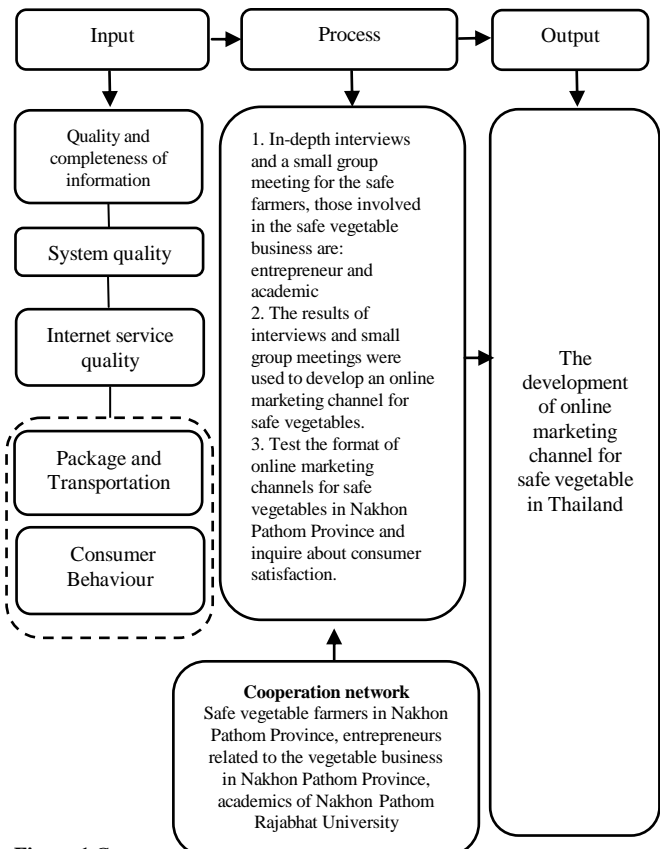 Input
Process
Output
Quality and
completeness of
information
System quality
Internet service
quality
Package and
Transportation
Consumer
Behaviour
1. In-depth interviews
and a small group
meeting for the safe
farmers, those involved
in the safe vegetable
business are:
entrepreneur and
academic
2. The results of
interviews and small
group meetings were
used to develop an online
marketing channel for
safe vegetables.
3. Test the format of
online marketing
channels for safe
vegetables in Nakhon
Pathom Province and
inquire about consumer
satisfaction.
The
development
of online
marketing
channel for
safe vegetable
in Thailand
Cooperation network
Safe vegetable farmers in Nakhon
Pathom Province, entrepreneurs
related to the vegetable business
in Nakhon Pathom Province,
academics of Nakhon Pathom
Rajabhat University